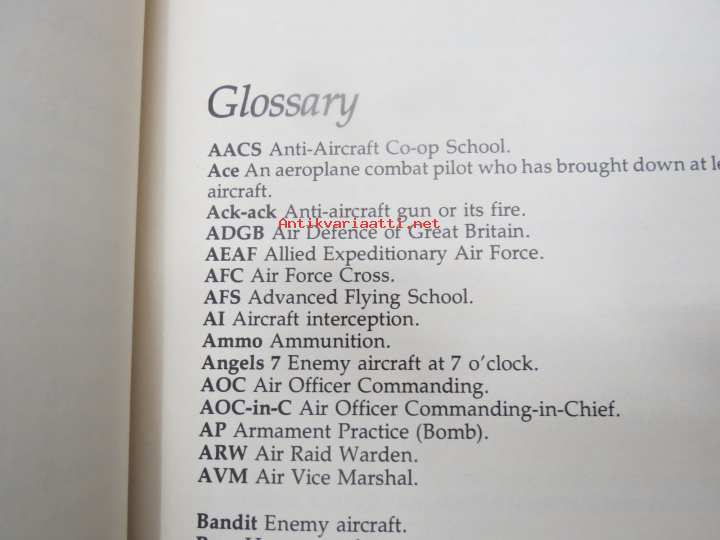 Glossary
AACS Anti-Aircraft Co-op School.
Ace An aeroplane combat pilot who has brought down at
aircraft.
Ack-ack Anti-aircraft gun or its fire.
Antikvariaatti.net
ADGB Air Defence of Great Britain.
AEAF Allied Expeditionary Air Force.
AFC Air Force Cross.
AFS Advanced Flying School.
AI Aircraft interception.
Ammo Ammunition.
Angels 7 Enemy aircraft at 7 o'clock.
AOC Air Officer Commanding.
AOC-in-C Air Officer Commanding-in-Chief.
AP Armament Practice (Bomb).
ARW Air Raid Warden.
AVM Air Vice Marshal.
Bandit Enemy aircraft.